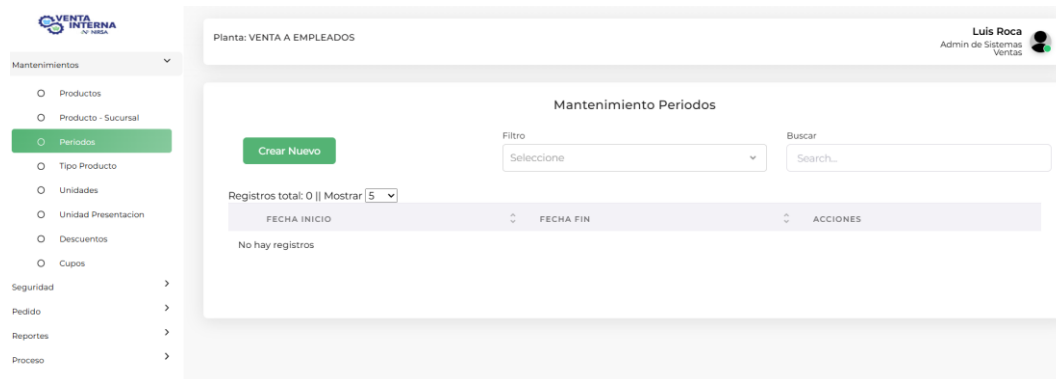 VENTA
INTERNA
NIRSA
Mantenimientos
Productos
Producto - Sucursal
Periodos
Tipo Producto
Unidades
Unidad Presentacion
Descuentos
Cupos
Seguridad
Pedido
Reportes
Proceso
Planta: VENTA A EMPLEADOS
Luis Roca
Admin de Sistemas
Ventas
Mantenimiento Periodos
Crear Nuevo
Filtro
Seleccione
Buscar
Search...
Registros total: 0 || Mostrar 5
FECHA INICIO FECHA FIN ACCIONES
No hay registros